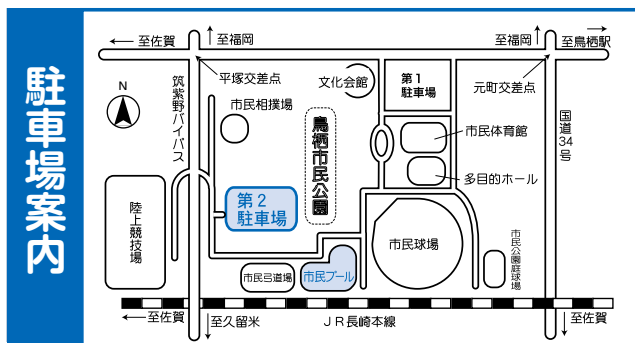 駐車場案内
至佐賀
至福岡
至福岡
至鳥栖駅
N
筑紫野バイパス
平塚交差点
文化会館
第1
駐車場
元町交差点
市民相撲場
鳥栖市民公園
市民体育館
国道34号
多目的ホール
陸上競技場
第2
駐車場
市民球場
市民公園庭球場
市民弓道場
市民プール
至佐賀
至久留米
JR長崎本線
至佐賀